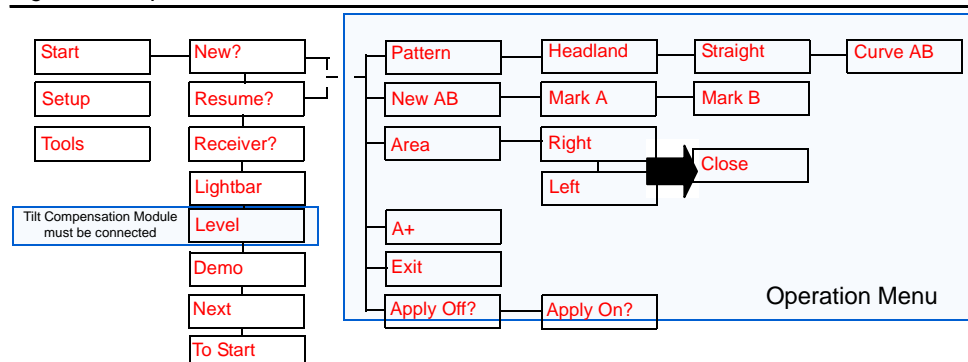 Start
New?
Pattern
Headland
Straight
Curve AB
Setup
Resume?
New AB
Mark A
Mark B
Tools
Receiver?
Area
Right
Close
Lightbar
Left
Tilt Compensation Module
must be connected
Level
A+
Demo
Exit
Next
Apply Off?
Apply On?
Operation Menu
To Start